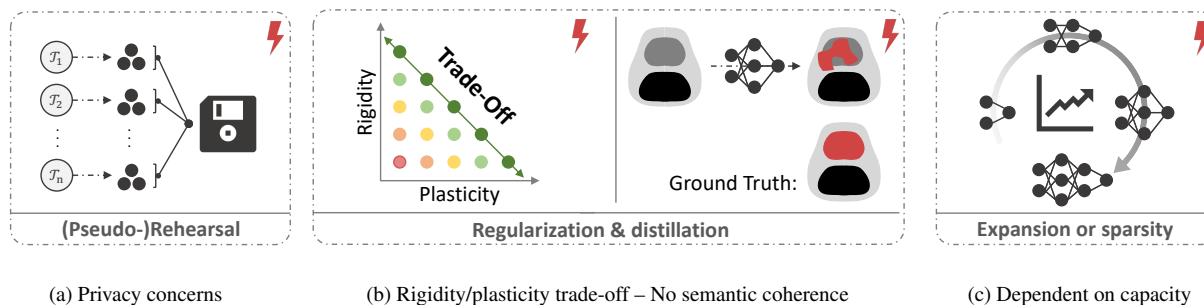 𝒯1
𝒯2
𝒯n
(Pseudo-)Rehearsal
Rigidity
Trade-Off
Plasticity
Ground Truth:
Regularization & distillation
Expansion or sparsity
(a) Privacy concerns
(b) Rigidity/plasticity trade-off – No semantic coherence
(c) Dependent on capacity